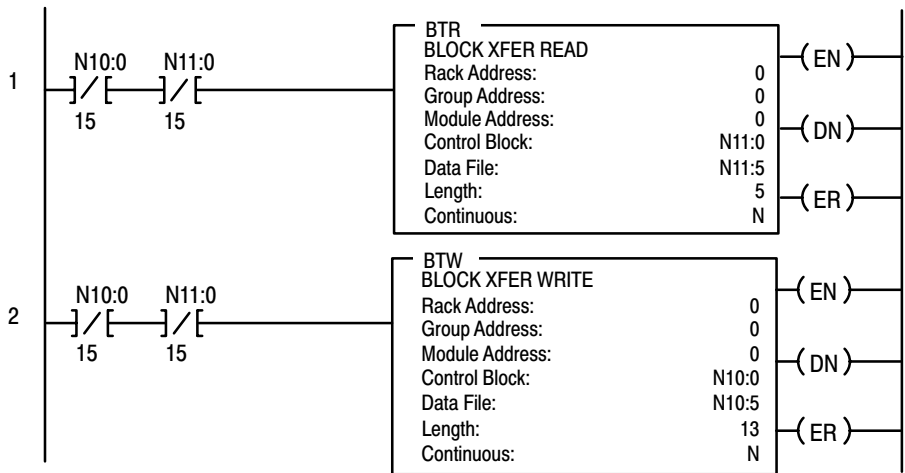 BTR
BLOCK XFER READ
Rack Address: 0
Group Address: 0
Module Address: 0
Control Block: N11:0
Data File: N11:5
Length: 5
Continuous: N
EN
DN
ER
1
N10:0 N11:0
15 15
BTW
BLOCK XFER WRITE
Rack Address: 0
Group Address: 0
Module Address: 0
Control Block: N10:0
Data File: N10:5
Length: 13
Continuous: N
EN
DN
ER
2
N10:0 N11:0
15 15